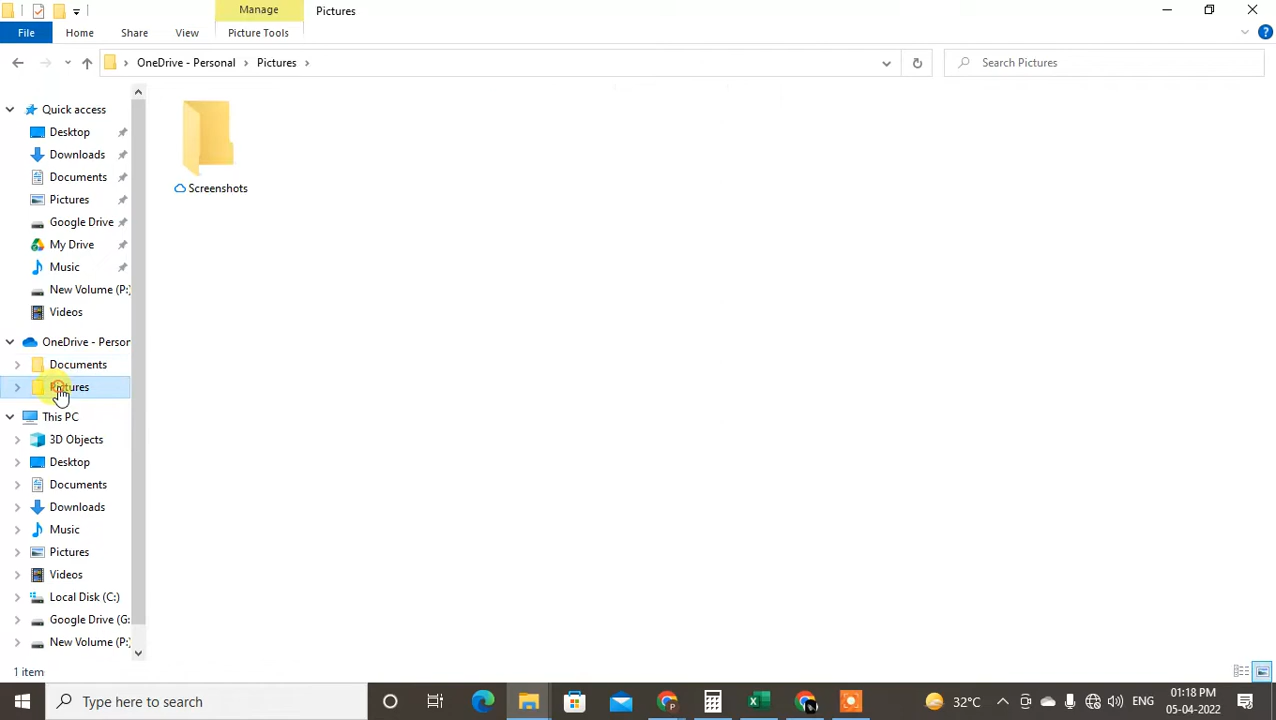 Manage
Pictures
File
Home
Share
View
Picture Tools
OneDrive - Personal
Pictures
Search Pictures
Quick access
Desktop
Downloads
Documents
Pictures
Google Drive
My Drive
Music
New Volume (P:)
Videos
OneDrive - Person
Documents
Pictures
This PC
3D Objects
Desktop
Documents
Downloads
Music
Pictures
Videos
Local Disk (C:)
Google Drive (G:
New Volume (P:)
Screenshots
1 item
Type here to search
32°C
ENG
01:18 PM
05-04-2022